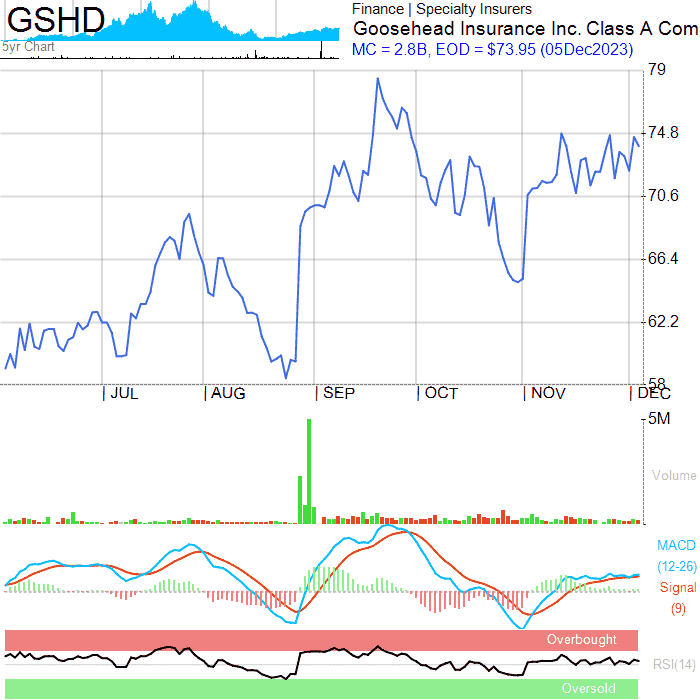 GSHD
5yr Chart
Finance | Specialty Insurers
Goosehead Insurance Inc. Class A Com
MC = 2.8B, EOD = $73.95 (05Dec2023)
79
74.8
70.6
66.4
62.2
58
| JUL | AUG | SEP | OCT | NOV | DEC
5M
Volume
MACD
(12-26)
Signal
(9)
Overbought
RSI(14)
Oversold